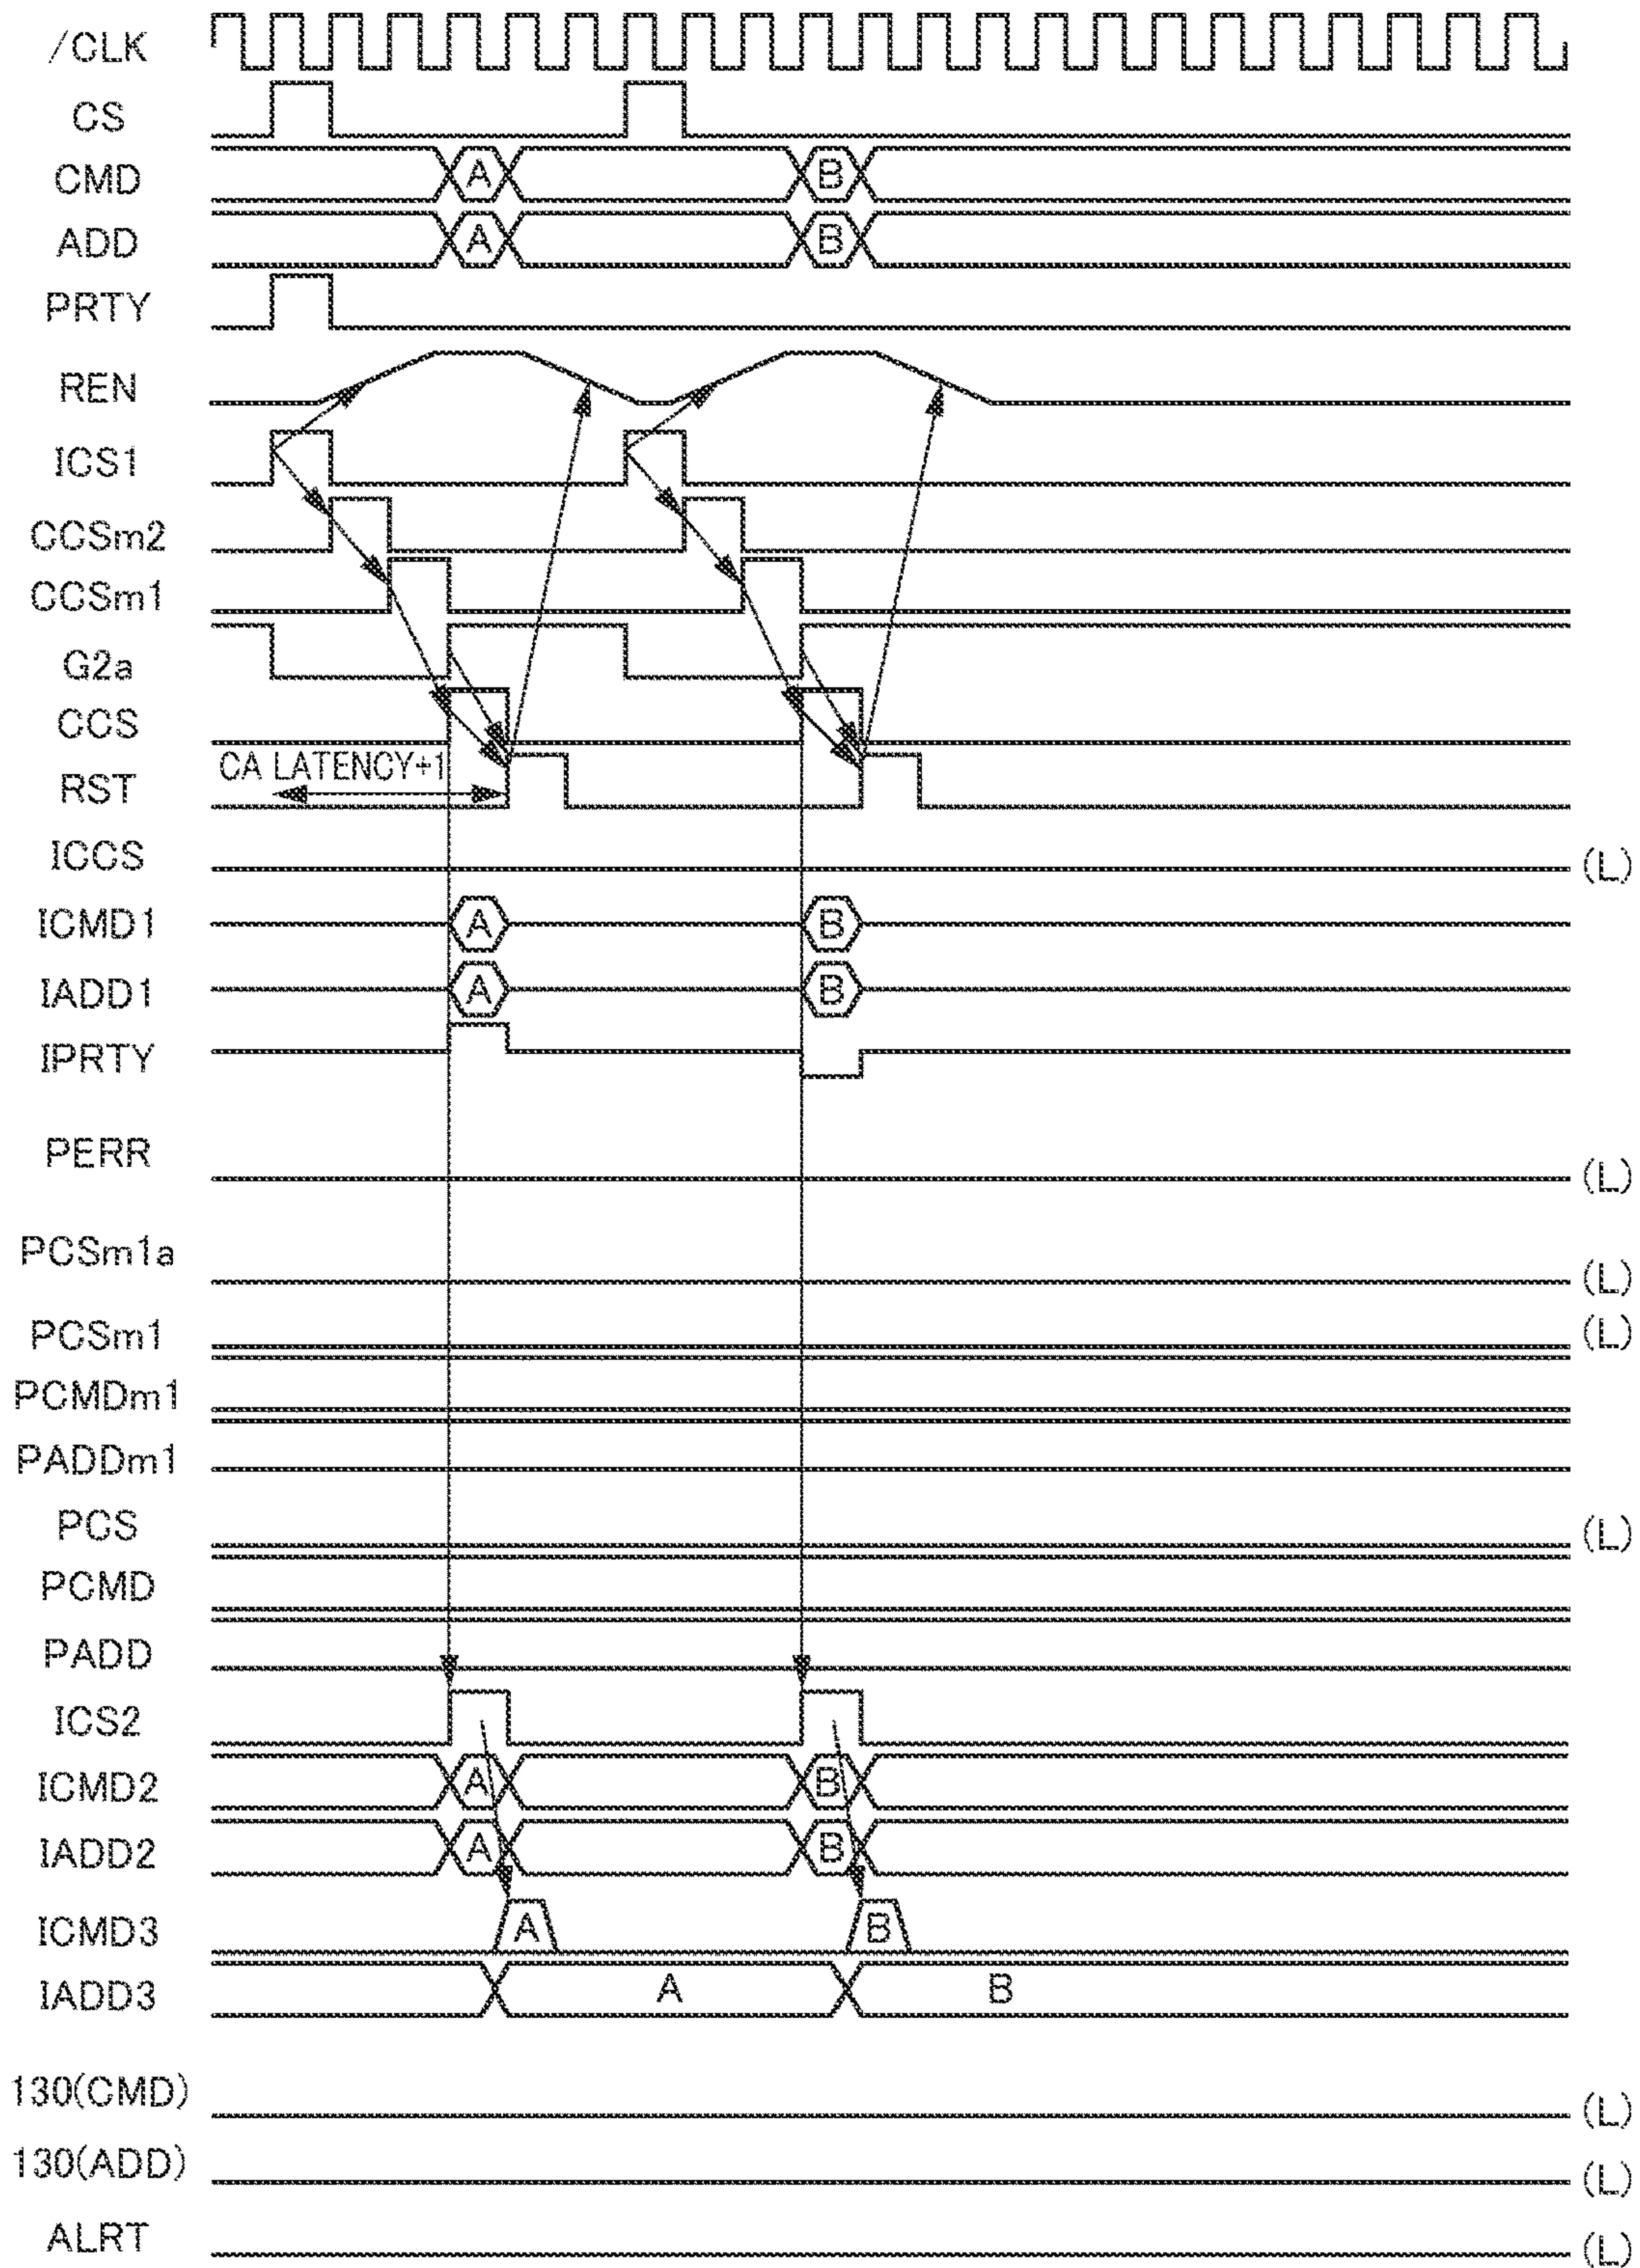 /CLK
CS
CMD A B
ADD A B
PRTY
REN
ICS1
CCSm2
CCSm1
G2a
CCS
CA LATENCY+1
RST
ICCS (L)
ICMD1 A B
IADD1 A B
IPRTY
PERR (L)
PCSm1a (L)
PCSm1 (L)
PCMDm1
PADDm1
PCS (L)
PCMD
PADD
ICS2
ICMD2 A B
IADD2 A B
ICMD3 A B
IADD3 A B
130(CMD) (L)
130(ADD) (L)
ALRT (L)